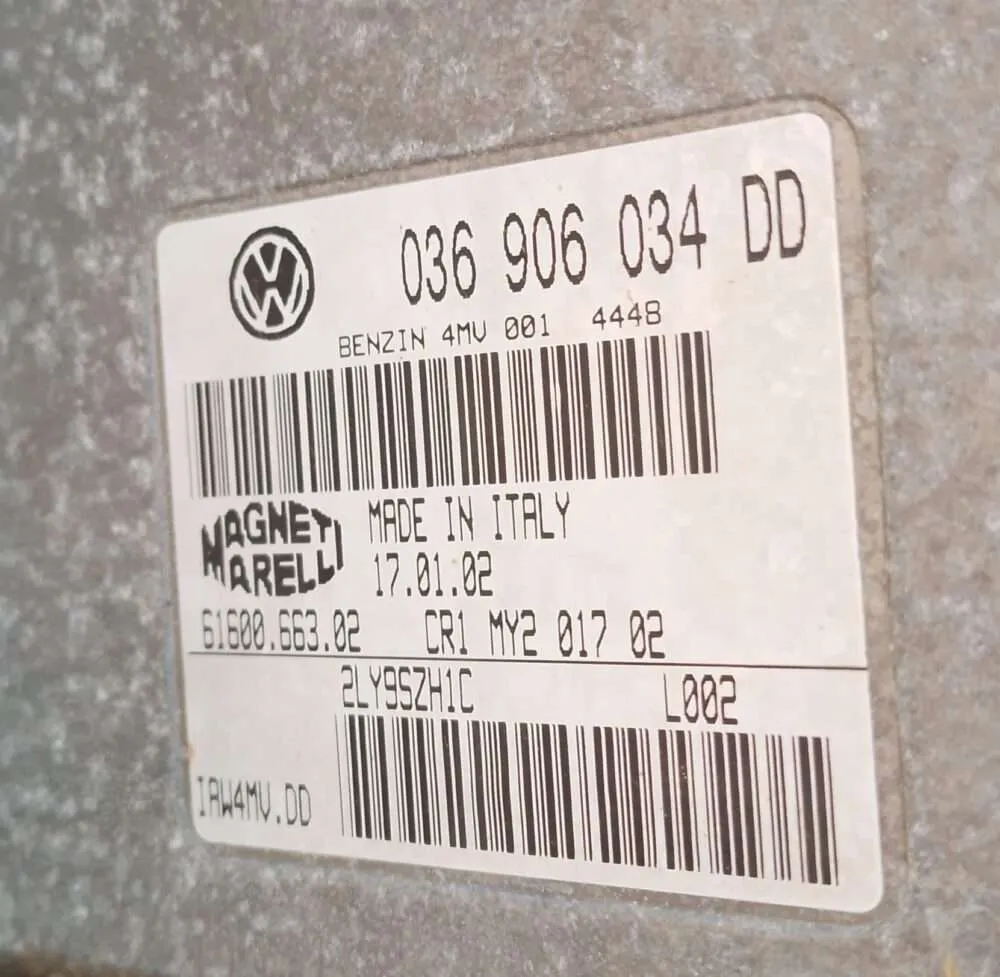 036 906 034 DD
BENZIN 4MV 001 4448
MAGNETI MARELLI
MADE IN ITALY
17.01.02
61600.663.02 CR1 MY2 017 02
2LY9SZH1C L002
IAW4MV.DD